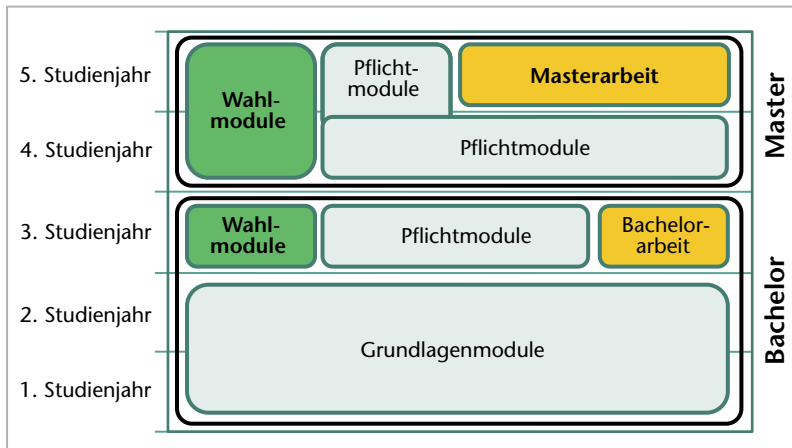 5. Studienjahr
Wahl-
module
Pflicht-
module
Masterarbeit
Master
4. Studienjahr
Pflichtmodule
3. Studienjahr
Wahl-
module
Pflichtmodule
Bachelor-
arbeit
Bachelor
2. Studienjahr
Grundlagenmodule
1. Studienjahr